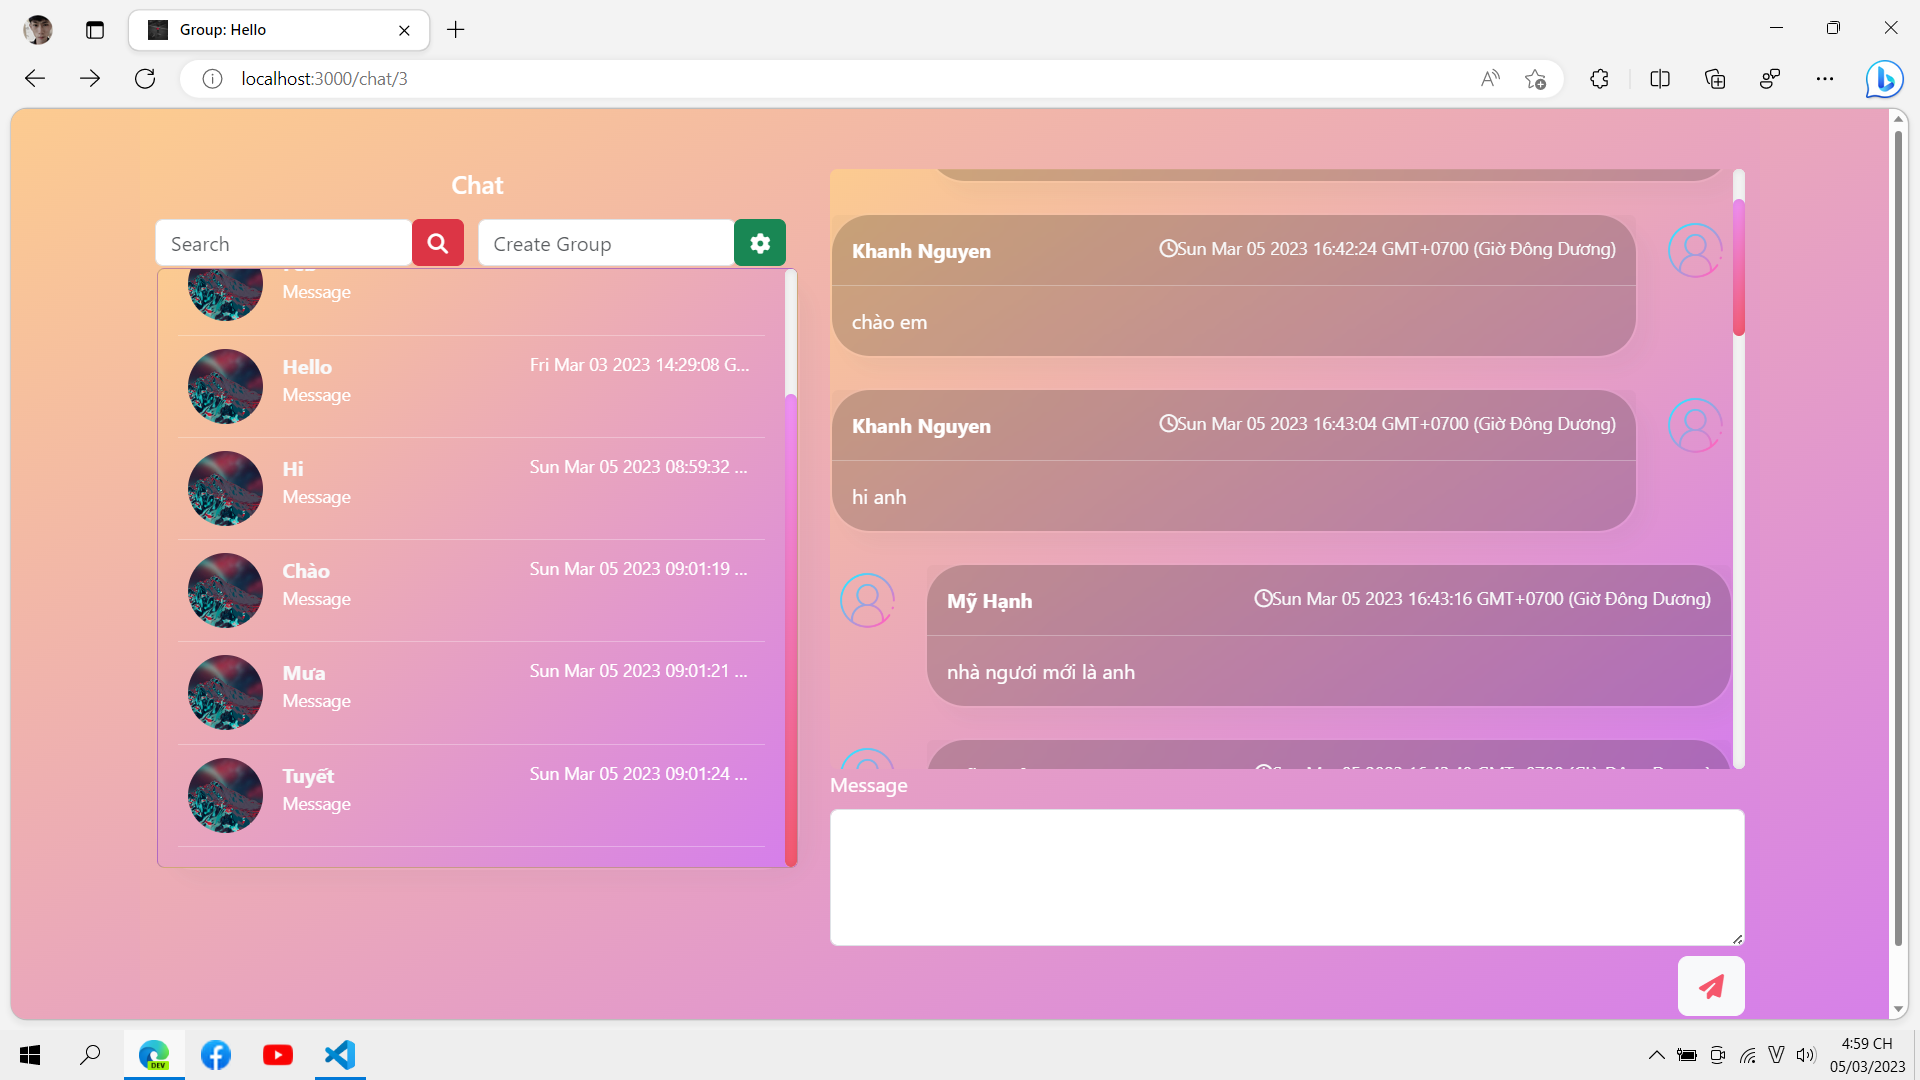 Group: Hello
localhost:3000/chat/3
Chat
Search
Create Group
Message
Hello
Fri Mar 03 2023 14:29:08 G...
Message
Hi
Sun Mar 05 2023 08:59:32 ...
Message
Chào
Sun Mar 05 2023 09:01:19 ...
Message
Mưa
Sun Mar 05 2023 09:01:21 ...
Message
Tuyết
Sun Mar 05 2023 09:01:24 ...
Message
Khanh Nguyen
Sun Mar 05 2023 16:42:24 GMT+0700 (Giờ Đông Dương)
chào em
Khanh Nguyen
Sun Mar 05 2023 16:43:04 GMT+0700 (Giờ Đông Dương)
hi anh
Mỹ Hạnh
Sun Mar 05 2023 16:43:16 GMT+0700 (Giờ Đông Dương)
nhà ngươi mới là anh
Message
DEV
4:59 CH
05/03/2023